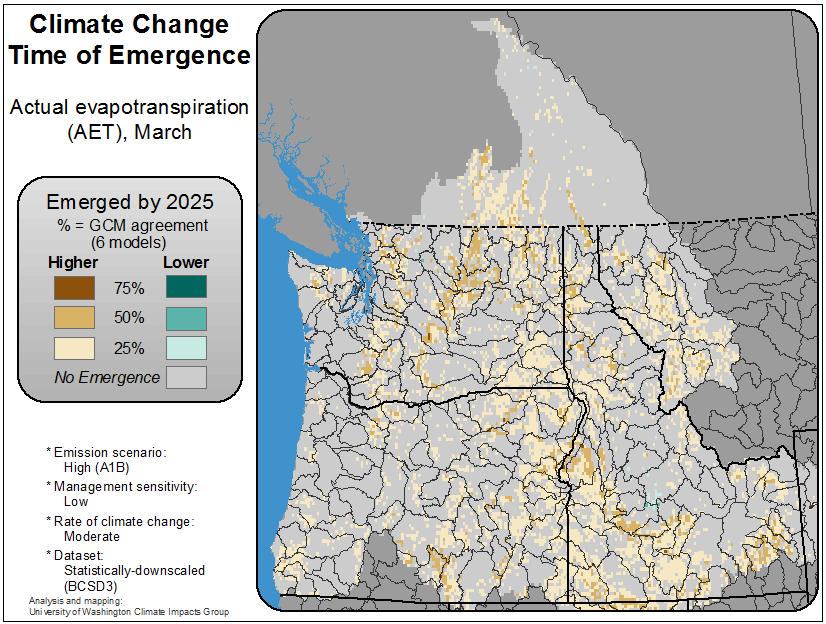 Climate Change
Time of Emergence
Actual evapotranspiration
(AET), March
Emerged by 2025
% = GCM agreement
(6 models)
Higher Lower
75%
50%
25%
No Emergence
* Emission scenario:
High (A1B)
* Management sensitivity:
Low
* Rate of climate change:
Moderate
* Dataset:
Statistically-downscaled
(BCSD3)
Analysis and mapping:
University of Washington Climate Impacts Group